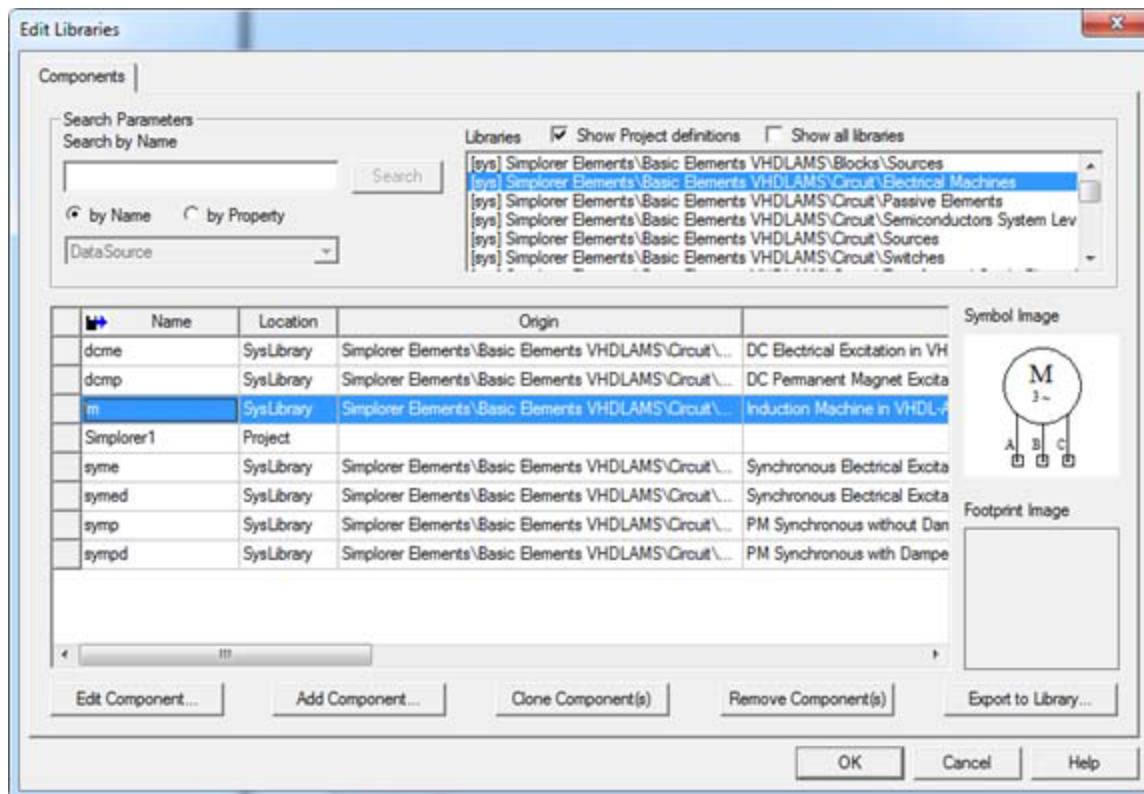 Edit Libraries
Components
Search Parameters
Search by Name
Search
by Name by Property
DataSource
Libraries Show Project definitions Show all libraries
[sys] Simplorer Elements\Basic Elements VHDLAMS\Blocks\Sources
[sys] Simplorer Elements\Basic Elements VHDLAMS\Circuit\Electrical Machines
[sys] Simplorer Elements\Basic Elements VHDLAMS\Circuit\Passive Elements
[sys] Simplorer Elements\Basic Elements VHDLAMS\Circuit\Semiconductors System Lev
[sys] Simplorer Elements\Basic Elements VHDLAMS\Circuit\Sources
[sys] Simplorer Elements\Basic Elements VHDLAMS\Circuit\Switches
Name Location Origin
dcme SysLibrary Simplorer Elements\Basic Elements VHDLAMS\Circuit\... DC Electrical Excitation in VH
dcmp SysLibrary Simplorer Elements\Basic Elements VHDLAMS\Circuit\... DC Permanent Magnet Excita
im SysLibrary Simplorer Elements\Basic Elements VHDLAMS\Circuit\... Induction Machine in VHDL-A
Simplorer1 Project
syme SysLibrary Simplorer Elements\Basic Elements VHDLAMS\Circuit\... Synchronous Electrical Excita
symed SysLibrary Simplorer Elements\Basic Elements VHDLAMS\Circuit\... Synchronous Electrical Excita
symp SysLibrary Simplorer Elements\Basic Elements VHDLAMS\Circuit\... PM Synchronous without Dam
sympd SysLibrary Simplorer Elements\Basic Elements VHDLAMS\Circuit\... PM Synchronous with Dampe
Symbol Image
M
3~
A B C
Footprint Image
Edit Component... Add Component... Clone Component(s) Remove Component(s) Export to Library...
OK Cancel Help